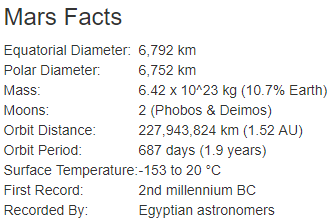 Mars Facts
Equatorial Diameter: 6,792 km
Polar Diameter: 6,752 km
Mass: 6.42 x 10^23 kg (10.7% Earth)
Moons: 2 (Phobos & Deimos)
Orbit Distance: 227,943,824 km (1.52 AU)
Orbit Period: 687 days (1.9 years)
Surface Temperature:-153 to 20 °C
First Record: 2nd millennium BC
Recorded By: Egyptian astronomers